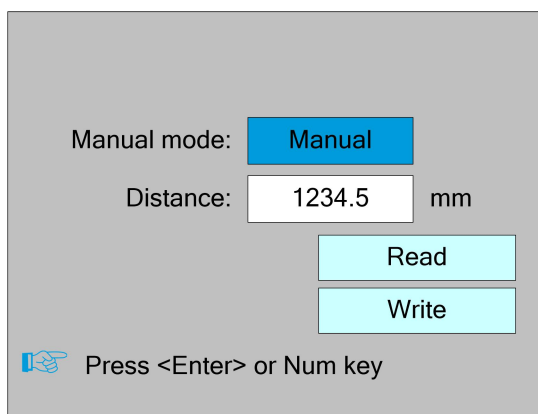 Manual mode: Manual
Distance: 1234.5 mm
Read
Write
Press <Enter> or Num key